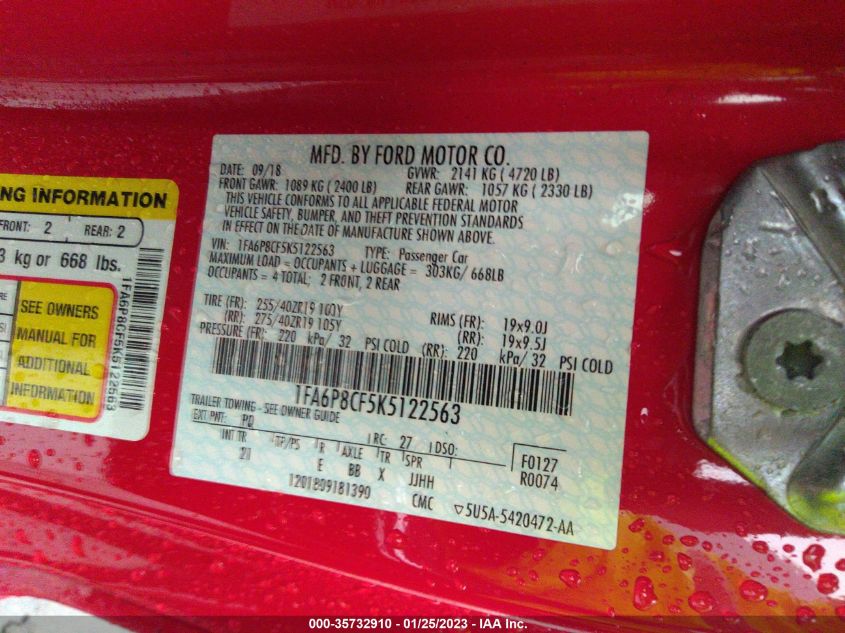 NG INFORMATION
FRONT: 2 REAR: 2
3 kg or 668 lbs.
SEE OWNERS
MANUAL FOR
ADDITIONAL
INFORMATION
1FA6P8CF5K5122563
MFD. BY FORD MOTOR CO.
DATE: 09/18 GVWR: 2141 KG ( 4720 LB)
FRONT GAWR: 1089 KG ( 2400 LB) REAR GAWR: 1057 KG ( 2330 LB)
THIS VEHICLE CONFORMS TO ALL APPLICABLE FEDERAL MOTOR
VEHICLE SAFETY, BUMPER, AND THEFT PREVENTION STANDARDS
IN EFFECT ON THE DATE OF MANUFACTURE SHOWN ABOVE.
VIN: 1FA6P8CF5K5122563 TYPE: Passenger Car
MAXIMUM LOAD = OCCUPANTS + LUGGAGE = 303KG/ 668LB
OCCUPANTS = 4 TOTAL; 2 FRONT, 2 REAR
TIRE (FR): 255/40ZR19 100Y RIMS (FR): 19x9.0J
(RR): 275/40ZR19 105Y (RR): 19x9.5J
PRESSURE (FR): 220 kPa/ 32 PSI COLD (RR): 220 kPa/ 32 PSI COLD
1FA6P8CF5K5122563
TRAILER TOWING - SEE OWNER GUIDE
EXT PNT: PQ RC: 27 DSO:
INT TR TP/PS R AXLE TR SPR
E BB X JJHH
F0127
R0074
1201809181390 CMC 5U5A-5420472-AA
000-35732910 - 01/25/2023 - IAA Inc.